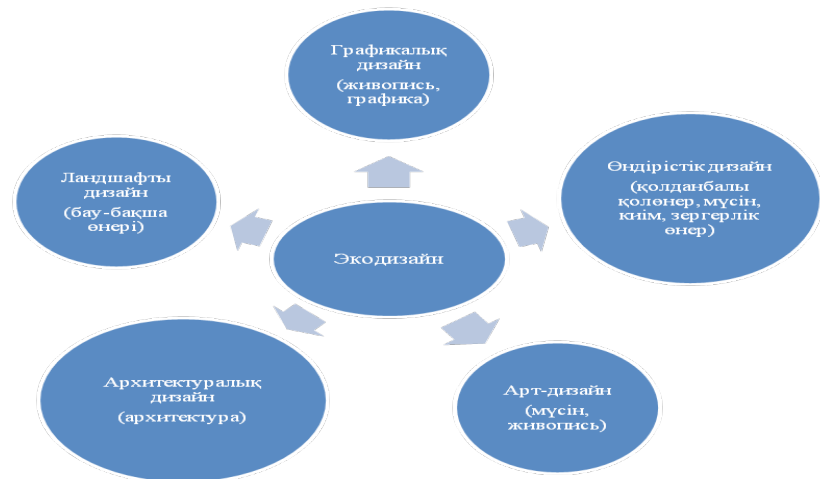 Графикалық
дизайн
(живопись,
графика)
Өндірістік дизайн
(қолданбалы
қолөнер, мүсін,
киім, зергерлік
өнер)
Ландшафты
дизайн
(бау-бақша
өнері)
Экодизайн
Архитектуралық
дизайн
(архитектура)
Арт-дизайн
(мүсін,
живопись)